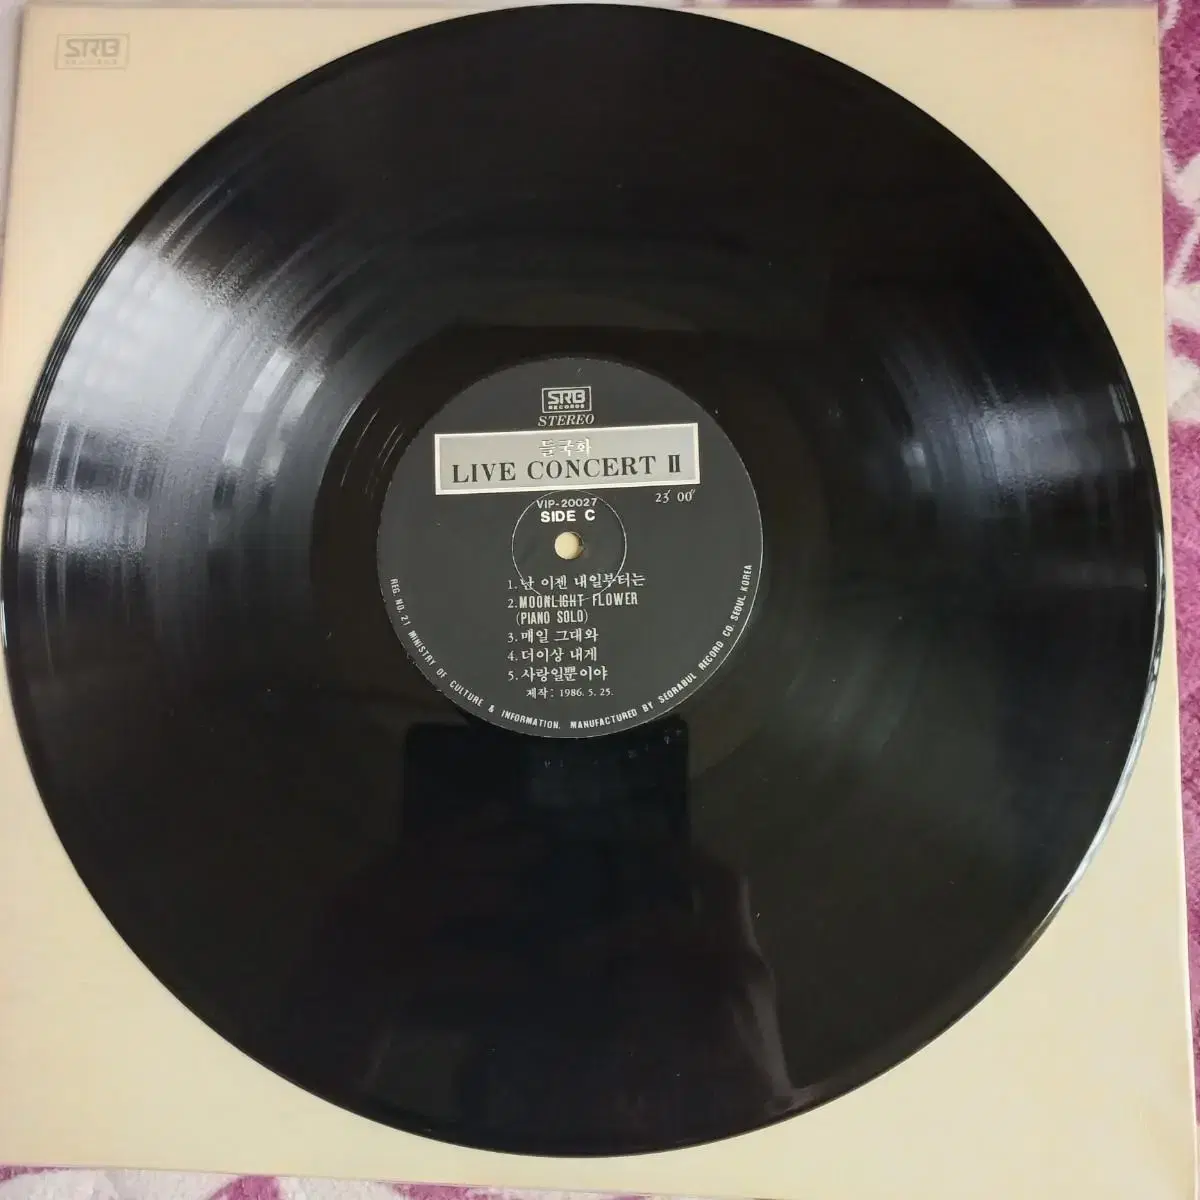 SRB
RECORDS
SRB
RECORDS
STEREO
들국화
LIVE CONCERT Ⅱ
VIP-20027
23' 00"
SIDE C
1. 난 이젠 내일부터는
2. MOONLIGHT FLOWER
(PIANO SOLO)
3. 매일 그대와
4. 더이상 내게
5. 사랑일뿐이야
제작: 1986. 5. 25.
REG. NO. 21 MINISTRY OF CULTURE & INFORMATION. MANUFACTURED BY SEORABUL RECORD CO. SEOUL KOREA